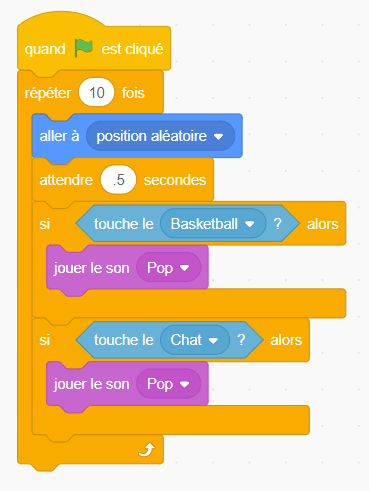 quand est cliqué
répéter 10 fois
aller à position aléatoire
attendre .5 secondes
si touche le Basketball ? alors
jouer le son Pop
si touche le Chat ? alors
jouer le son Pop